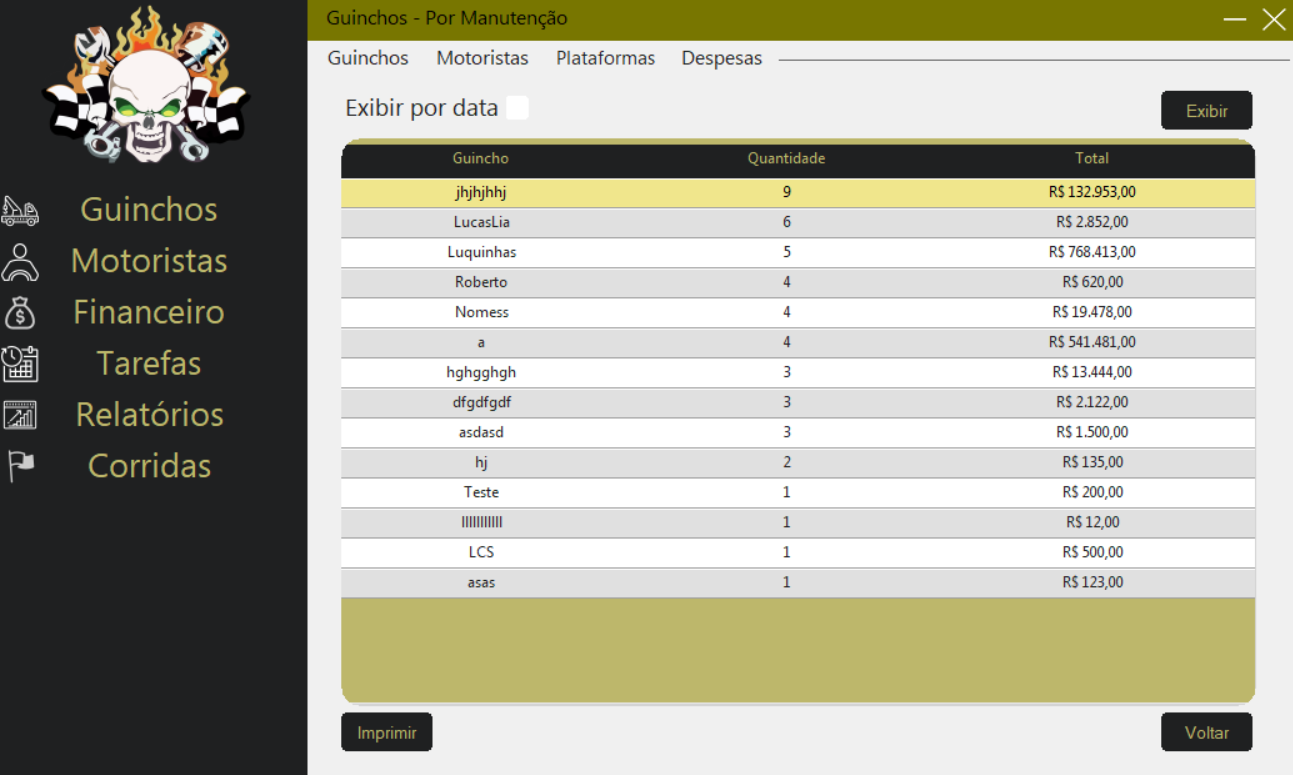 Guinchos - Por Manutenção
Guinchos Motoristas Plataformas Despesas
Exibir por data
Exibir
Guincho Quantidade Total
jhjhjhhj 9 R$ 132.953,00
LucasLia 6 R$ 2.852,00
Luquinhas 5 R$ 768.413,00
Roberto 4 R$ 620,00
Nomess 4 R$ 19.478,00
a 4 R$ 541.481,00
hghgghgh 3 R$ 13.444,00
dfgdfgdf 3 R$ 2.122,00
asdasd 3 R$ 1.500,00
hj 2 R$ 135,00
Teste 1 R$ 200,00
1 R$ 12,00
LCS 1 R$ 500,00
asas 1 R$ 123,00
Imprimir
Voltar
Guinchos
Motoristas
Financeiro
Tarefas
Relatórios
Corridas